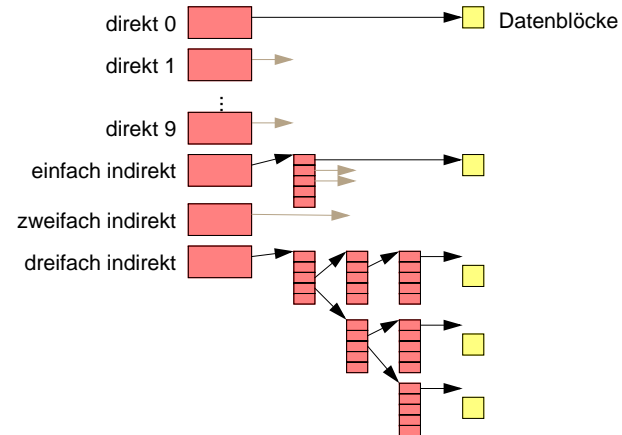 direkt 0
Datenblöcke
direkt 1
...
direkt 9
einfach indirekt
zweifach indirekt
dreifach indirekt